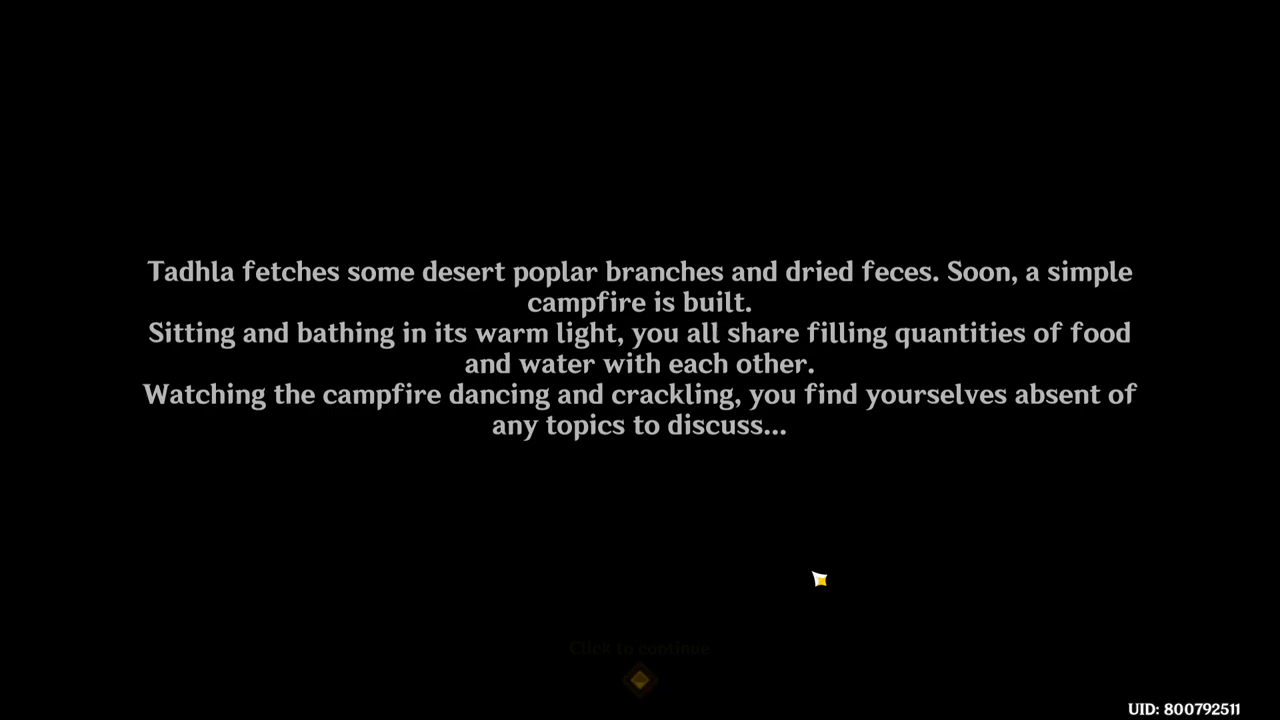 Tadhla fetches some desert poplar branches and dried feces. Soon, a simple
campfire is built.
Sitting and bathing in its warm light, you all share filling quantities of food
and water with each other.
Watching the campfire dancing and crackling, you find yourselves absent of
any topics to discuss...
Click to continue
UID: 800792511